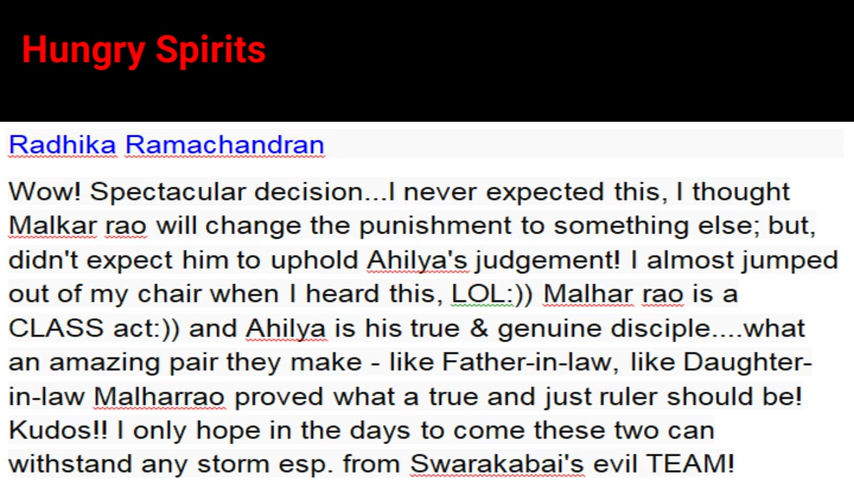 Hungry Spirits
Radhika Ramachandran
Wow! Spectacular decision...I never expected this, I thought
Malkar rao will change the punishment to something else; but,
didn't expect him to uphold Ahilya's judgement! I almost jumped
out of my chair when I heard this, LOL:)) Malhar rao is a
CLASS act:)) and Ahilya is his true & genuine disciple....what
an amazing pair they make - like Father-in-law, like Daughter-
in-law Malharrao proved what a true and just ruler should be!
Kudos!! I only hope in the days to come these two can
withstand any storm esp. from Swarakabai's evil TEAM!